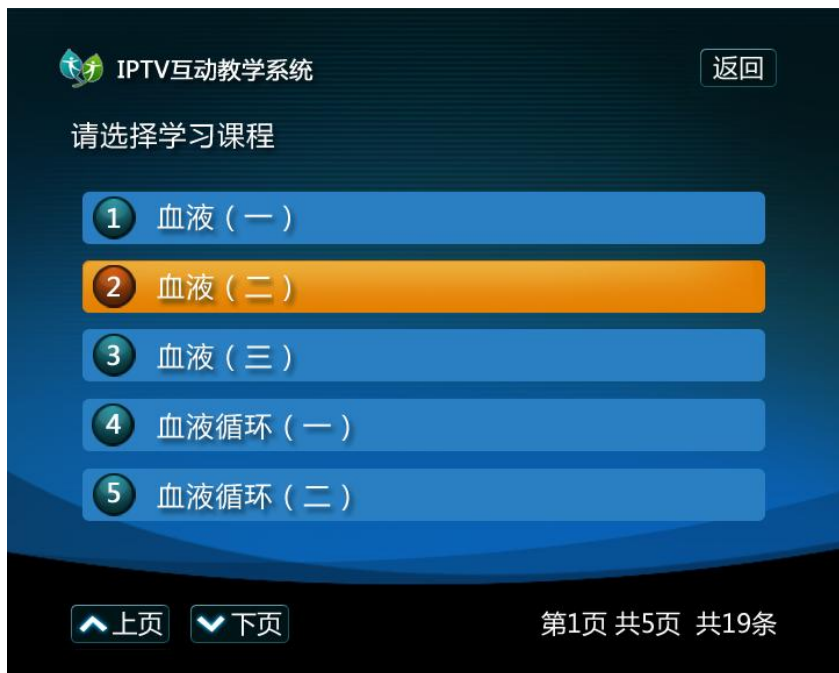 IPTV互动教学系统 返回
请选择学习课程
1 血液(一)
2 血液(二)
3 血液(三)
4 血液循环(一)
5 血液循环(二)
上页 下页 第1页 共5页 共19条